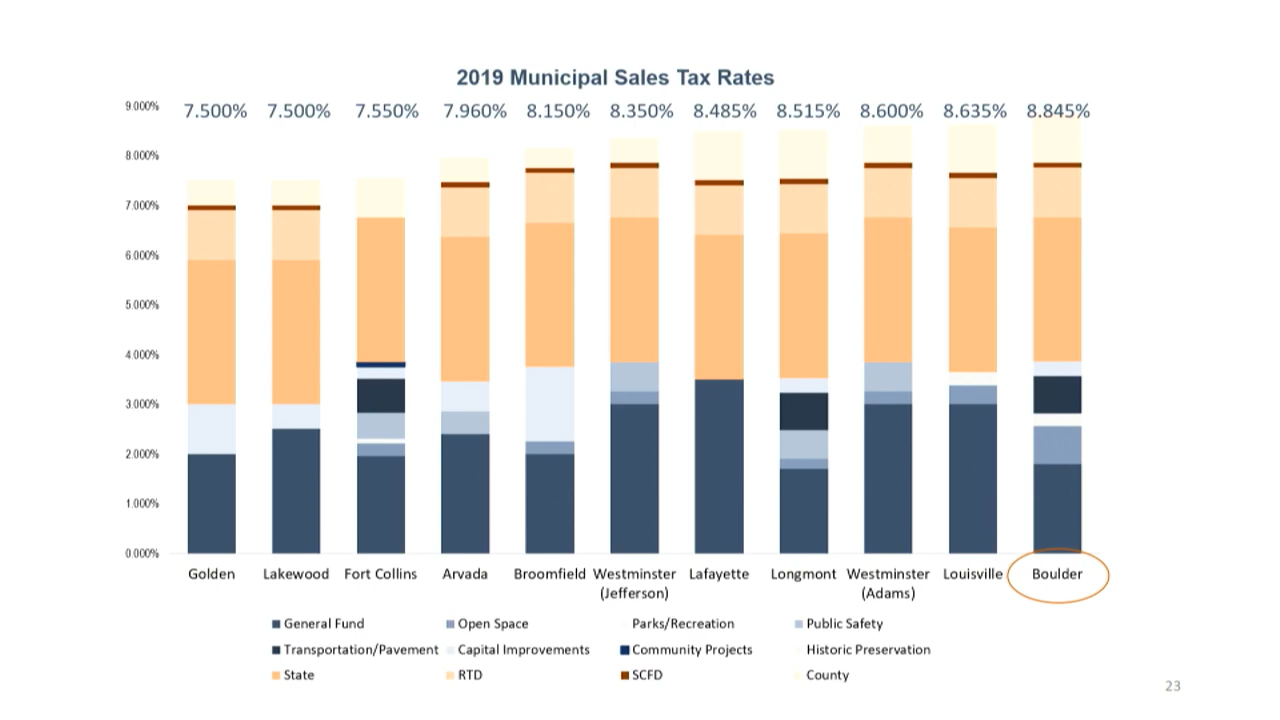 2019 Municipal Sales Tax Rates
9.000%
7.500% 7.500% 7.550% 7.960% 8.150% 8.350% 8.485% 8.515% 8.600% 8.635% 8.845%
8.000%
7.000%
6.000%
5.000%
4.000%
3.000%
2.000%
1.000%
0.000%
Golden Lakewood Fort Collins Arvada Broomfield Westminster Lafayette Longmont Westminster Louisville Boulder
(Jefferson) (Adams)
General Fund Open Space Parks/Recreation Public Safety
Transportation/Pavement Capital Improvements Community Projects Historic Preservation
State RTD SCFD County
23